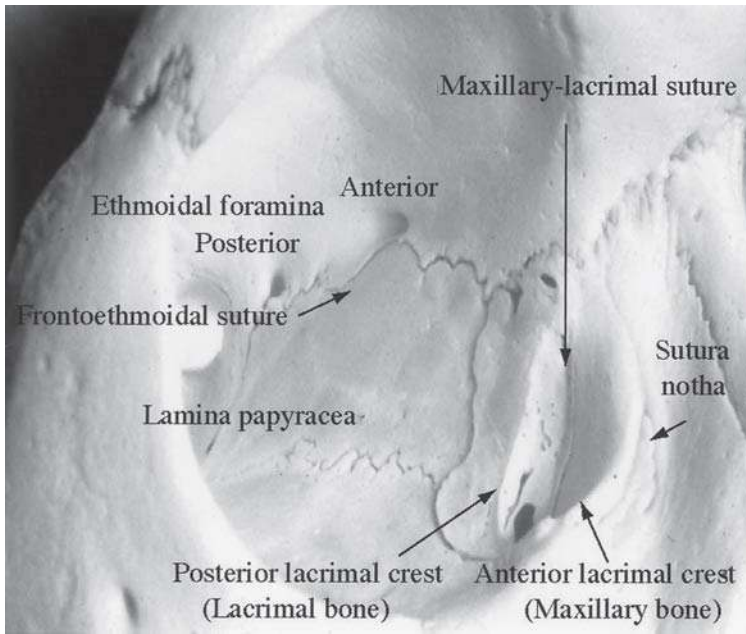 Maxillary-lacrimal suture
Anterior
Ethmoidal foramina
Posterior
Frontoethmoidal suture
Sutura
notha
Lamina papyracea
Posterior lacrimal crest
(Lacrimal bone)
Anterior lacrimal crest
(Maxillary bone)